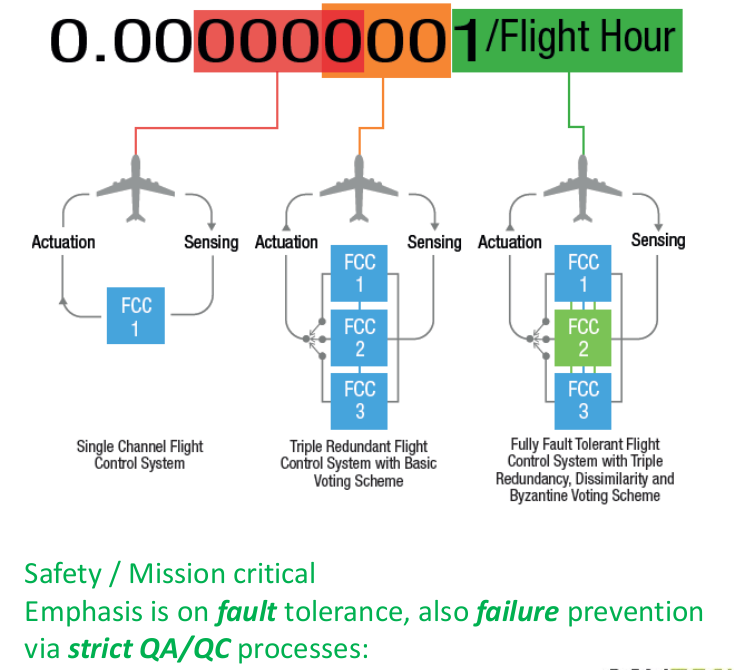 0.000000001/Flight Hour
Actuation
Sensing
FCC
1
Single Channel Flight
Control System
Actuation
Sensing
FCC
1
FCC
2
FCC
3
Triple Redundant Flight
Control System with Basic
Voting Scheme
Actuation
Sensing
FCC
1
FCC
2
FCC
3
Fully Fault Tolerant Flight
Control System with Triple
Redundancy, Dissimilarity and
Byzantine Voting Scheme
Safety / Mission critical
Emphasis is on fault tolerance, also failure prevention
via strict QA/QC processes: